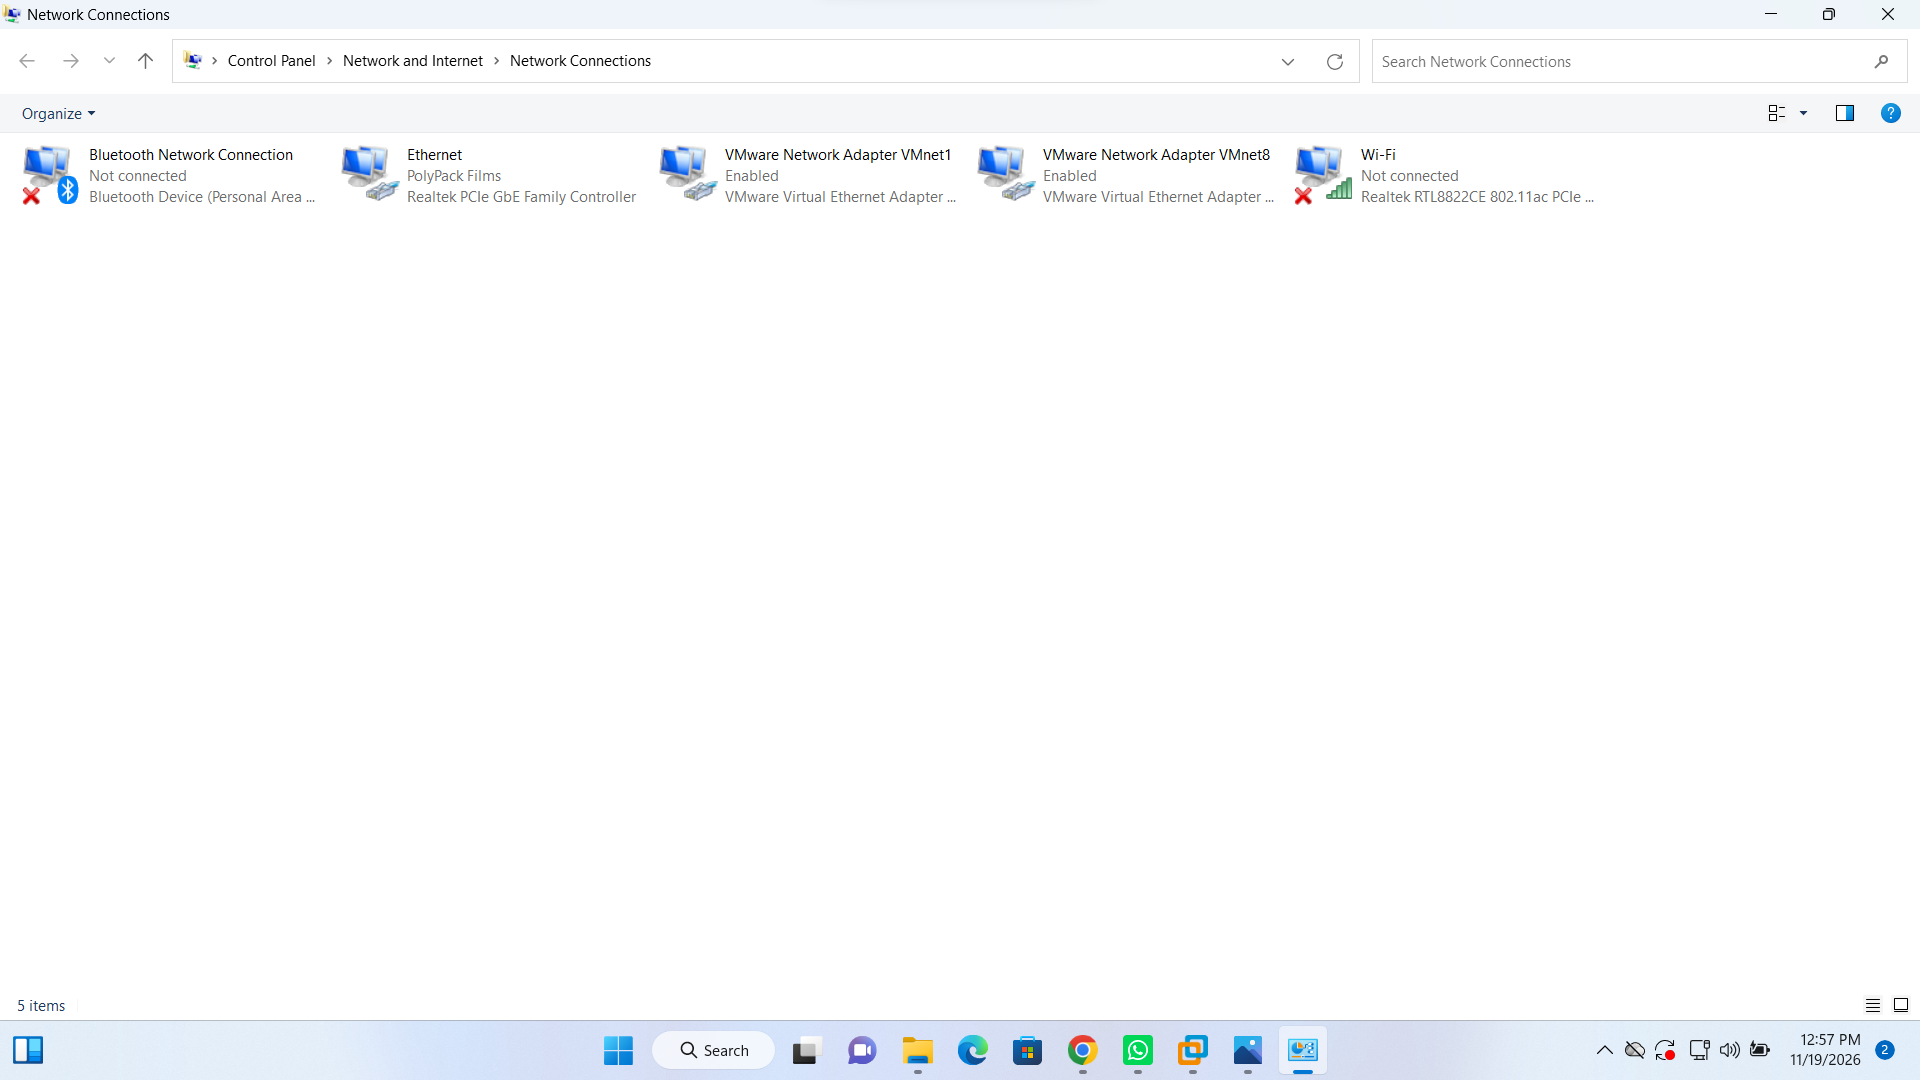 Network Connections
Control Panel
Network and Internet
Network Connections
Search Network Connections
Organize
?
Bluetooth Network Connection
Not connected
Bluetooth Device (Personal Area ...
Ethernet
PolyPack Films
Realtek PCIe GbE Family Controller
VMware Network Adapter VMnet1
Enabled
VMware Virtual Ethernet Adapter ...
VMware Network Adapter VMnet8
Enabled
VMware Virtual Ethernet Adapter ...
Wi-Fi
Not connected
Realtek RTL8822CE 802.11ac PCIe ...
5 items
Search
12:57 PM
11/19/2026
2